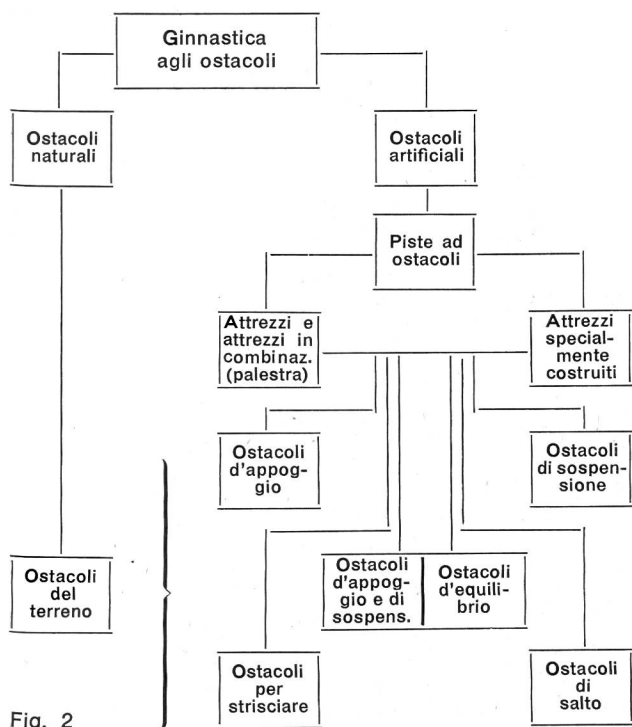 Ginnastica
agli ostacoli
Ostacoli
naturali
Ostacoli
artificiali
Piste ad
ostacoli
Attrezzi e
attrezzi in
combinaz.
(palestra)
Attrezzi
special-
mente
costruiti
Ostacoli
d'appog-
gio
Ostacoli
di sospen-
sione
Ostacoli
del
terreno
Ostacoli
d'appog-
gio e di
sospens.
Ostacoli
d'equili-
brio
Ostacoli
per
strisciare
Ostacoli
di
salto
Fig. 2